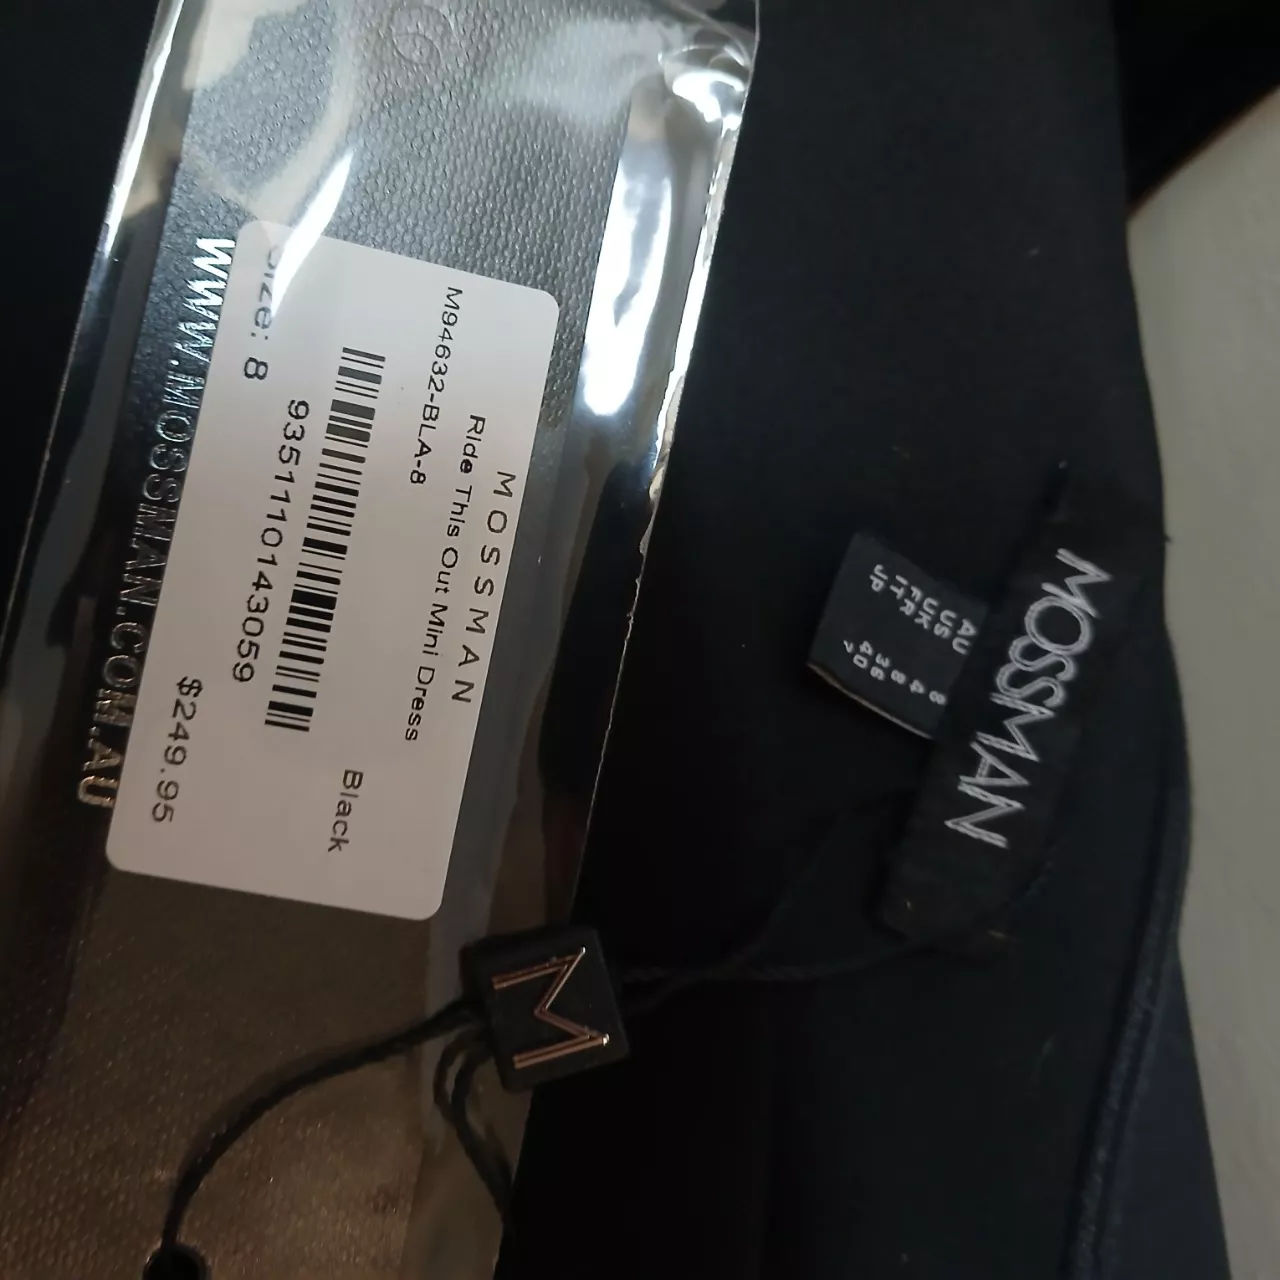 MOSSMAN
Ride This Out Mini Dress
M94632-BLA-8
Black
9351110143059
Size: 8
$249.95
WWW.MOSSMAN.COM.AU
M
MOSSMAN
AU 8
US 4
UK 8
FR 36
IT 40
JP 7